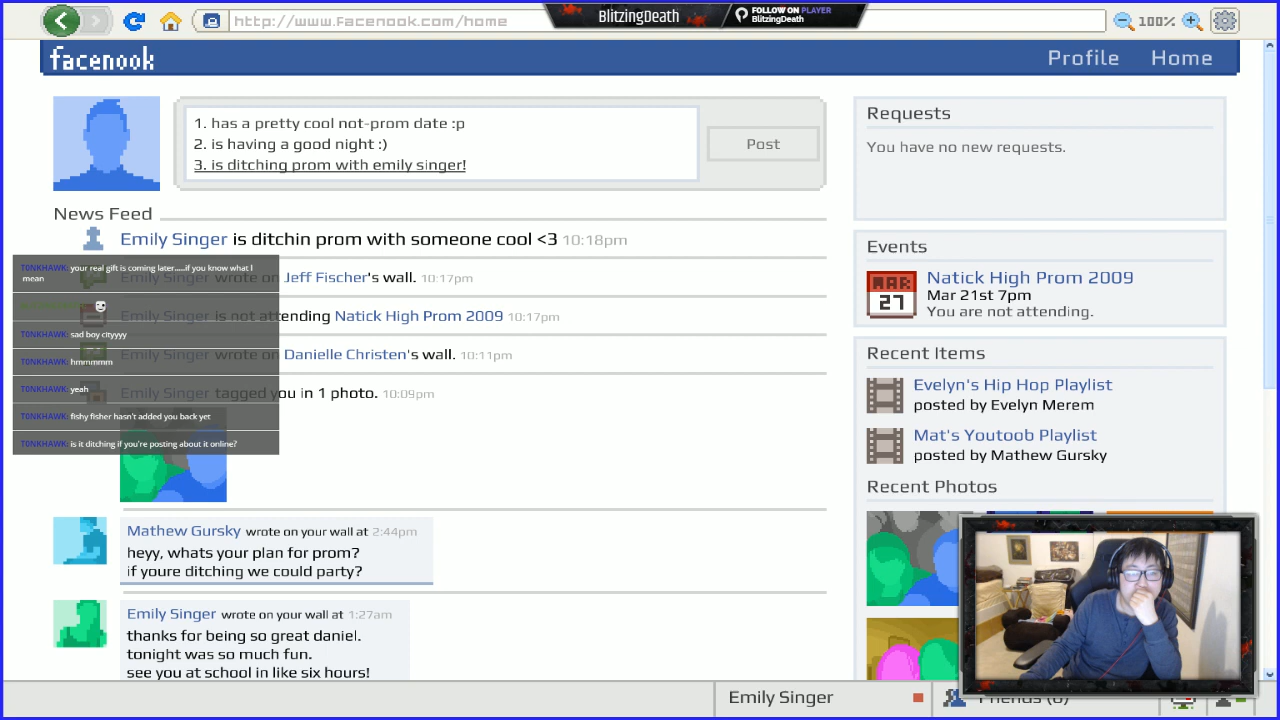 http://www.facenook.com/home
BlitzingDeath
FOLLOW ON PLAYER
BlitzingDeath
100%
facenook
Profile
Home
1. has a pretty cool not-prom date :p
2. is having a good night :)
3. is ditching prom with emily singer!
Post
News Feed
Emily Singer is ditchin prom with someone cool <3 10:18pm
Emily Singer wrote on Jeff Fischer's wall. 10:17pm
Emily Singer is not attending Natick High Prom 2009 10:17pm
Emily Singer wrote on Danielle Christen's wall. 10:11pm
Emily Singer tagged you in 1 photo. 10:09pm
T0NKHAWK: your real gift is coming later.....if you know what I
mean
T0NKHAWK: sad boy cityyyy
T0NKHAWK: hmmmmm
T0NKHAWK: yeah
T0NKHAWK: fishy fisher hasn't added you back yet
T0NKHAWK: is it ditching if you're posting about it online?
Mathew Gursky wrote on your wall at 2:44pm
heyy, whats your plan for prom?
if youre ditching we could party?
Emily Singer wrote on your wall at 1:27am
thanks for being so great daniel.
tonight was so much fun.
see you at school in like six hours!
Requests
You have no new requests.
Events
MAR
27
Natick High Prom 2009
Mar 21st 7pm
You are not attending.
Recent Items
Evelyn's Hip Hop Playlist
posted by Evelyn Merem
Mat's Youtoob Playlist
posted by Mathew Gursky
Recent Photos
Emily Singer
Friends (6)